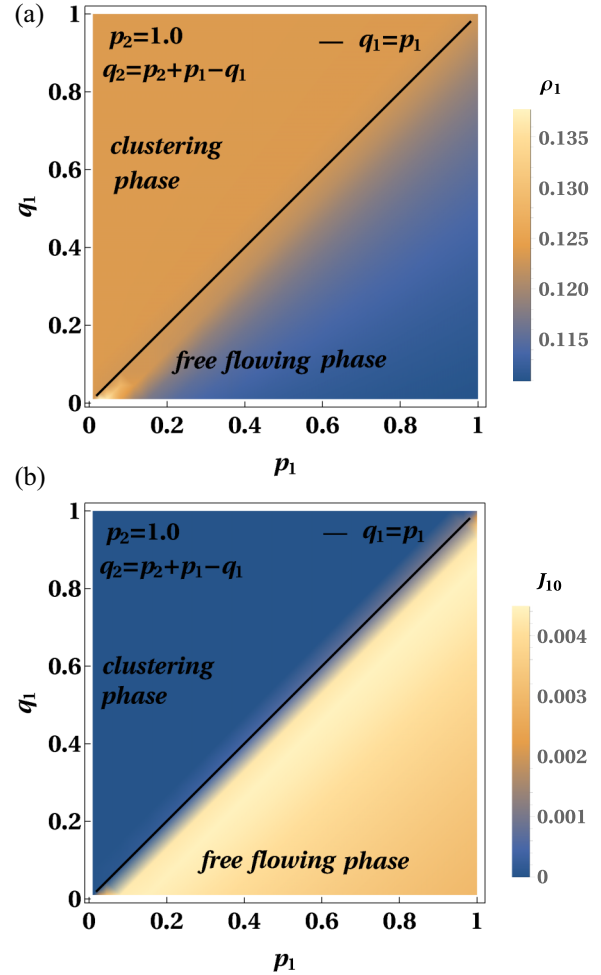 (a)
p₂=1.0
— q₁=p₁
q₂=p₂+p₁−q₁
clustering
phase
free flowing phase
1
0.8
0.6
0.4
0.2
0
q₁
0 0.2 0.4 0.6 0.8 1
p₁
ρ₁
0.135
0.130
0.125
0.120
0.115
(b)
p₂=1.0
— q₁=p₁
q₂=p₂+p₁−q₁
clustering
phase
free flowing phase
1
0.8
0.6
0.4
0.2
0
q₁
0 0.2 0.4 0.6 0.8 1
p₁
J₁₀
0.004
0.003
0.002
0.001
0